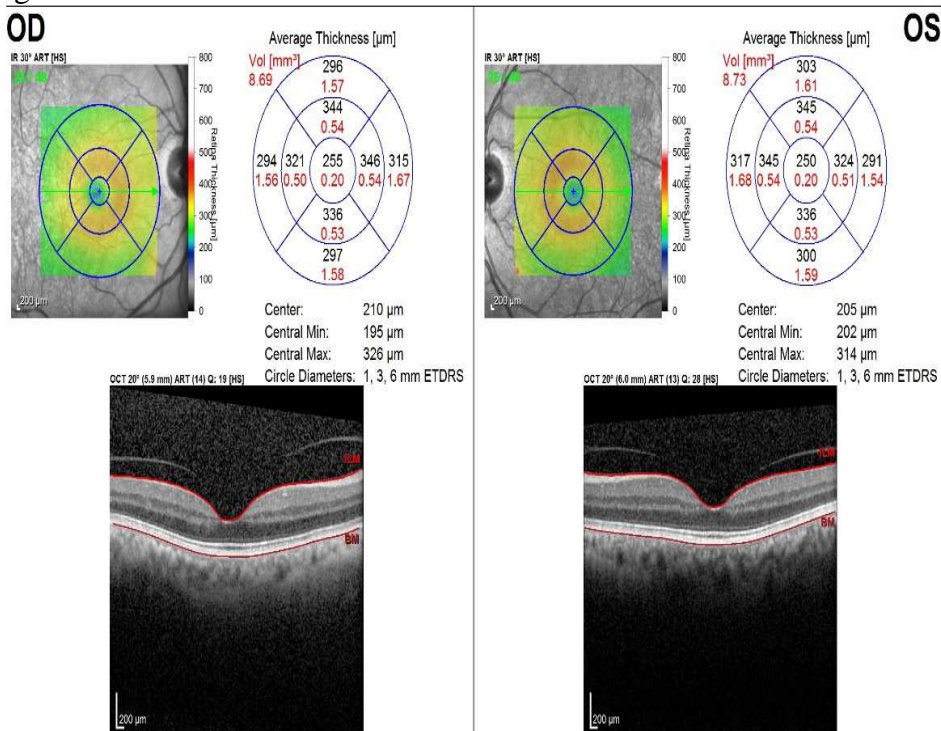 OD
IR 30° ART [HS]
800
700
600
500
400
300
200
100
0
Retina Thickness [µm]
200 µm
Average Thickness [µm]
Vol [mm³]
8.69
296
1.57
344
0.54
294 321 255 346 315
1.56 0.50 0.20 0.54 1.67
336
0.53
297
1.58
Center: 210 µm
Central Min: 195 µm
Central Max: 326 µm
Circle Diameters: 1, 3, 6 mm ETDRS
OCT 20° (5.9 mm) ART (14) Q: 19 [HS]
ILM
BM
200 µm
OS
IR 30° ART [HS]
800
700
600
500
400
300
200
100
0
Retina Thickness [µm]
200 µm
Average Thickness [µm]
Vol [mm³]
8.73
303
1.61
345
0.54
317 345 250 324 291
1.68 0.54 0.20 0.51 1.54
336
0.53
300
1.59
Center: 205 µm
Central Min: 202 µm
Central Max: 314 µm
Circle Diameters: 1, 3, 6 mm ETDRS
OCT 20° (6.0 mm) ART (13) Q: 28 [HS]
ILM
BM
200 µm